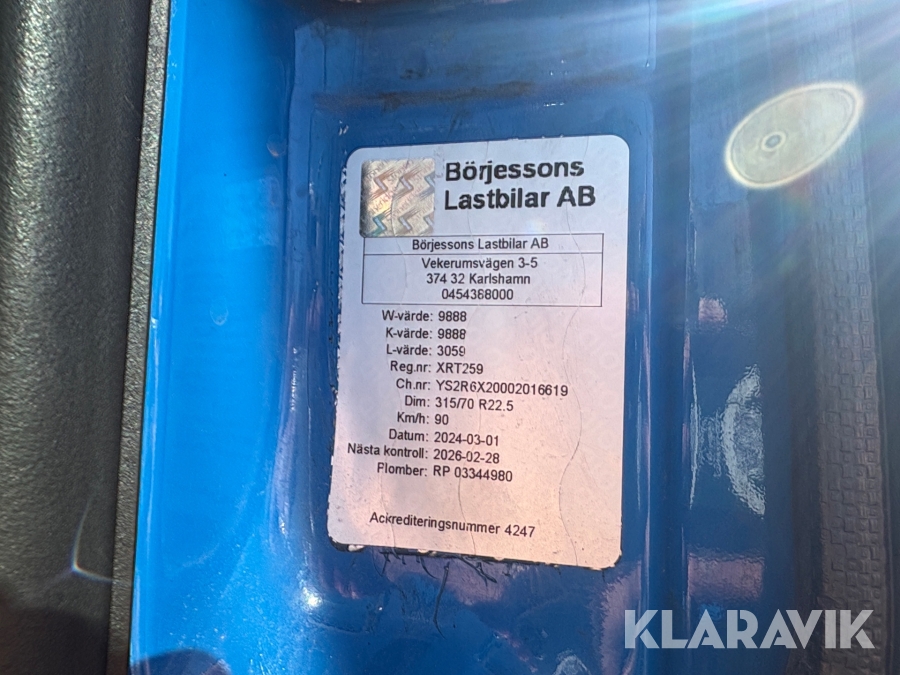 Börjessons
Lastbilar AB
Börjessons Lastbilar AB
Vekerumsvägen 3-5
374 32 Karlshamn
0454388000
W-värde: 9888
K-värde: 9888
L-värde: 3059
Reg.nr: XRT259
Ch.nr: YS2R6X20002016619
Dim: 315/70 R22.5
Km/h: 90
Datum: 2024-03-01
Nästa kontroll: 2026-02-28
Plomber: RP 03344980
Ackrediteringsnummer 4247
KLARAVIK